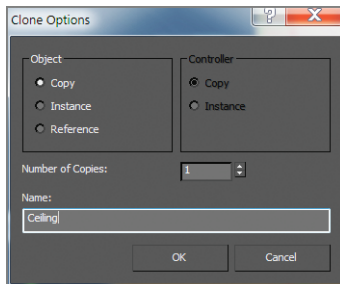 Clone Options
?
X
Object
Copy
Instance
Reference
Controller
Copy
Instance
Number of Copies:
1
Name:
Ceiling
OK
Cancel